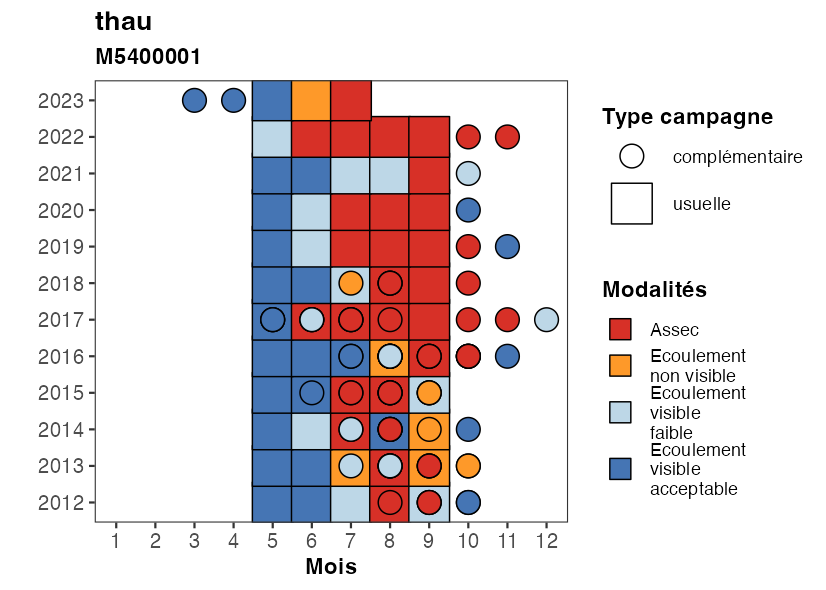 thau
M5400001
2023
2022
2021
2020
2019
2018
2017
2016
2015
2014
2013
2012
1 2 3 4 5 6 7 8 9 10 11 12
Mois
Type campagne
complémentaire
usuelle
Modalités
Assec
Ecoulement
non visible
Ecoulement
visible
faible
Ecoulement
visible
acceptable